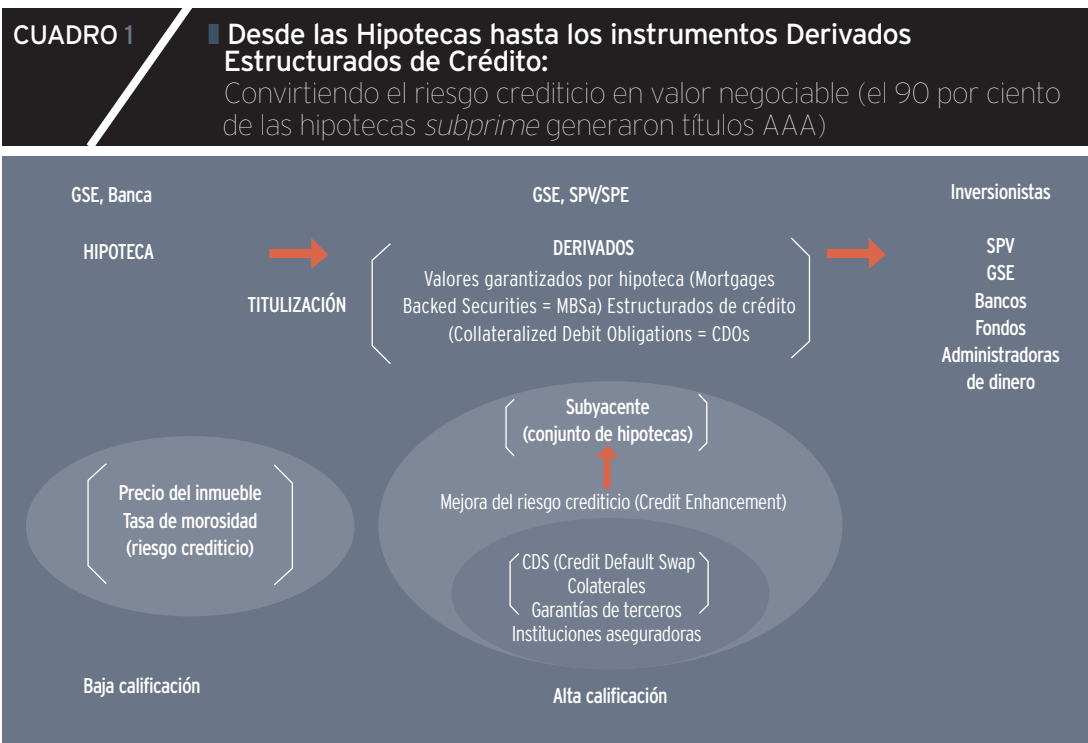 CUADRO 1
Desde las Hipotecas hasta los instrumentos Derivados
Estructurados de Crédito:
Convirtiendo el riesgo crediticio en valor negociable (el 90 por ciento
de las hipotecas subprime generaron títulos AAA)
GSE, Banca
GSE, SPV/SPE
Inversionistas
HIPOTECA
TITULIZACIÓN
DERIVADOS
Valores garantizados por hipoteca (Mortgages
Backed Securities = MBSa) Estructurados de crédito
(Collateralized Debit Obligations = CDOs
SPV
GSE
Bancos
Fondos
Administradoras
de dinero
Precio del inmueble
Tasa de morosidad
(riesgo crediticio)
Subyacente
(conjunto de hipotecas)
Mejora del riesgo crediticio (Credit Enhancement)
CDS (Credit Default Swap
Colaterales
Garantías de terceros
Instituciones aseguradoras
Baja calificación
Alta calificación